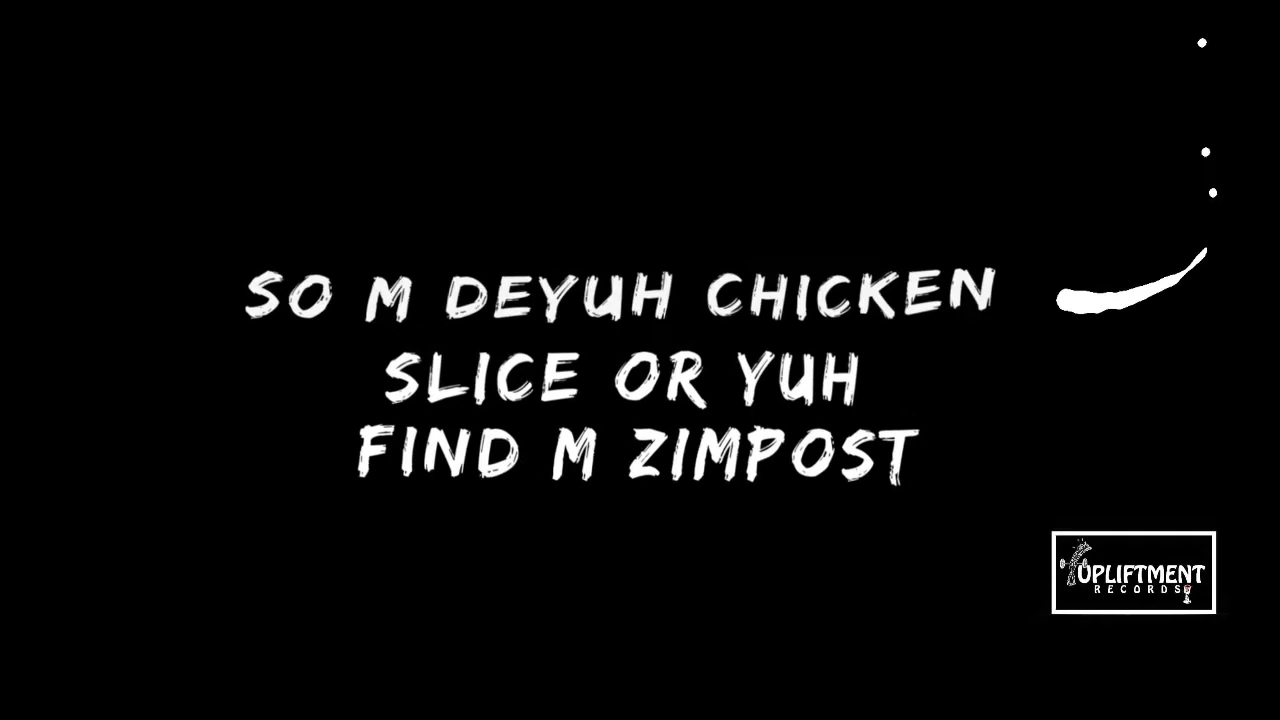 SO M DEYUH CHICKEN
SLICE OR YUH
FIND M ZIMPOST
UPLIFTMENT
RECORDS